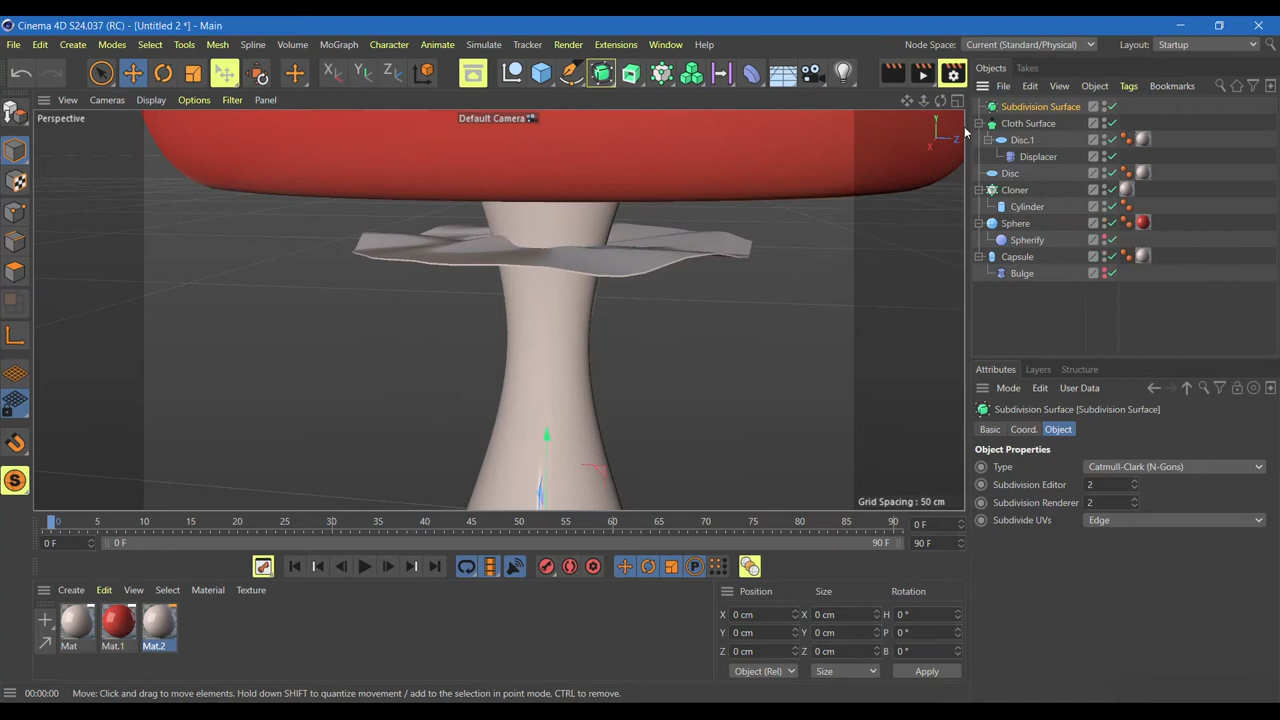 Cinema 4D S24.037 (RC) - [Untitled 2 *] - Main
File Edit Create Modes Select Tools Mesh Spline Volume MoGraph Character Animate Simulate Tracker Render Extensions Window Help Node Space: Current (Standard/Physical) Layout: Startup
X Y Z
Objects Takes
File Edit View Object Tags Bookmarks
View Cameras Display Options Filter Panel
Perspective Default Camera
Y
X Z
Subdivision Surface
Cloth Surface
Disc.1
Displacer
Disc
Cloner
Cylinder
Sphere
Spherify
Capsule
Bulge
Grid Spacing : 50 cm
Attributes Layers Structure
Mode Edit User Data
Subdivision Surface [Subdivision Surface]
Basic Coord. Object
Object Properties
Type Catmull-Clark (N-Gons)
Subdivision Editor 2
Subdivision Renderer 2
Subdivide UVs Edge
S
0 5 10 15 20 25 30 35 40 45 50 55 60 65 70 75 80 85 90 0 F
0 F 0 F 90 F 90 F
P
Create Edit View Select Material Texture
Mat Mat.1 Mat.2
Position Size Rotation
X 0 cm X 0 cm H 0 °
Y 0 cm Y 0 cm P 0 °
Z 0 cm Z 0 cm B 0 °
Object (Rel) Size Apply
00:00:00 Move: Click and drag to move elements. Hold down SHIFT to quantize movement / add to the selection in point mode, CTRL to remove.